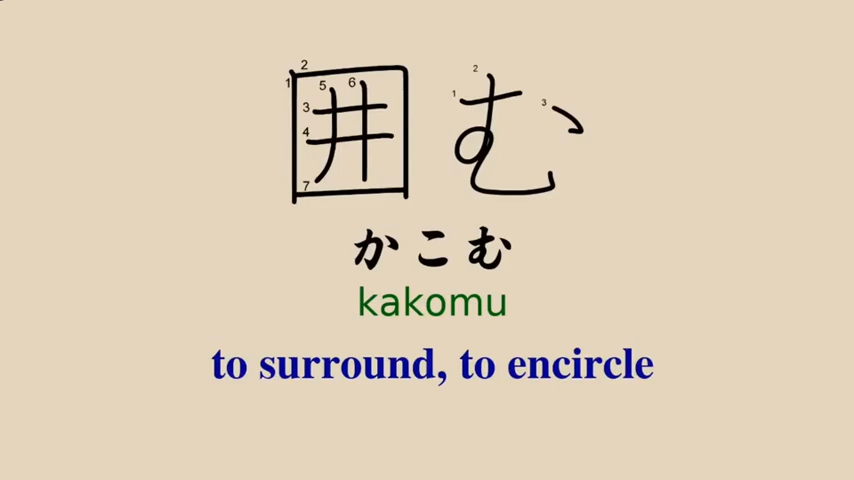 囲む
かこむ
kakomu
to surround, to encircle